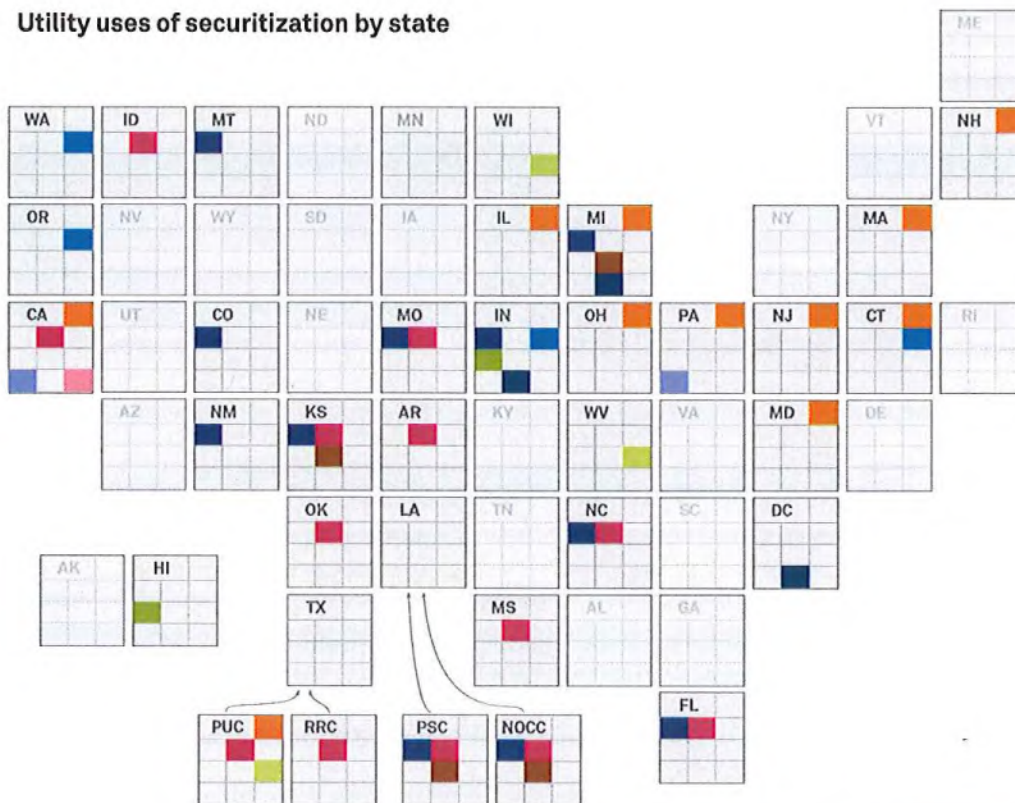 Utility uses of securitization by state
ME
WA ID MT ND MN WI VT NH
OR NV WY SD IA IL MI NY MA
CA UT CO NE MO IN OH PA NJ CT RI
AZ NM KS AR KY WV VA MD DE
OK LA TN NC SC DC
AK HI
TX MS AL GA
FL
PUC RRC PSC NOCC